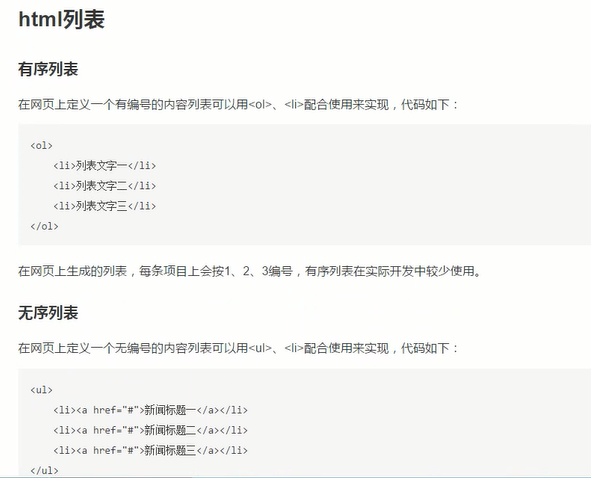 html列表
有序列表
在网页上定义一个有编号的内容列表可以用<ol>、<li>配合使用来实现，代码如下：
<ol>
    <li>列表文字一</li>
    <li>列表文字二</li>
    <li>列表文字三</li>
</ol>
在网页上生成的列表，每条项目上会按1、2、3编号，有序列表在实际开发中较少使用。
无序列表
在网页上定义一个无编号的内容列表可以用<ul>、<li>配合使用来实现，代码如下：
<ul>
    <li><a href="#">新闻标题一</a></li>
    <li><a href="#">新闻标题二</a></li>
    <li><a href="#">新闻标题三</a></li>
</ul>